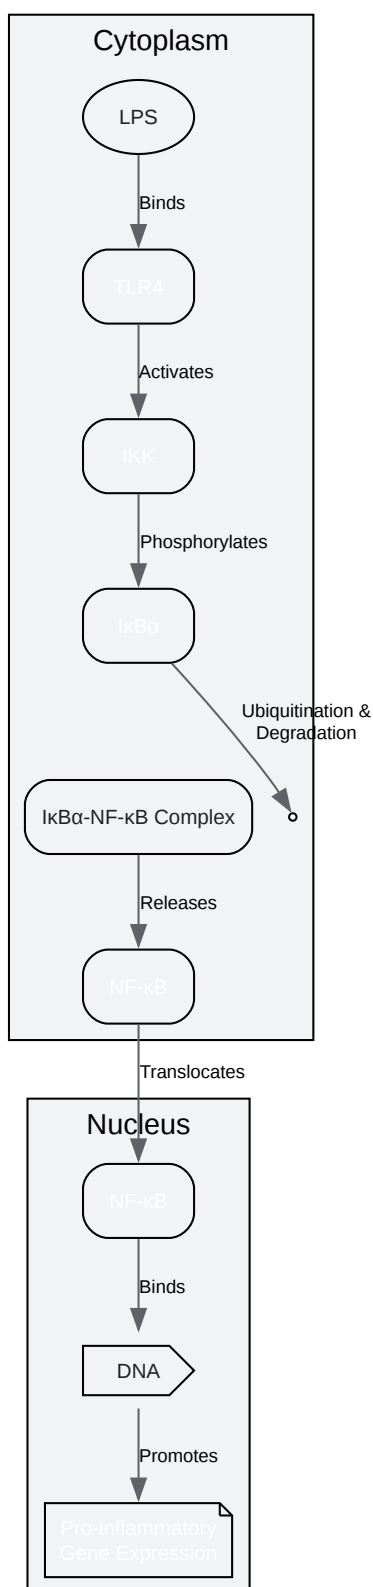 Cytoplasm
LPS
Binds
TLR4
Activates
IKK
Phosphorylates
IκBα
Ubiquitination &
Degradation
IκBα-NF-κB Complex
Releases
NF-κB
Translocates
Nucleus
NF-κB
Binds
DNA
Promotes
Pro-inflammatory
Gene Expression